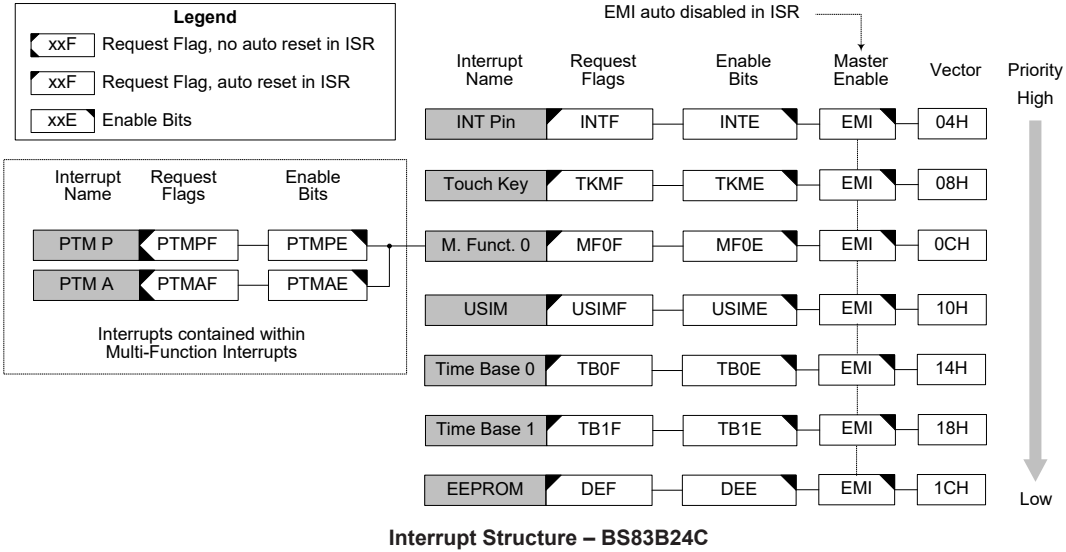 Legend
xxF Request Flag, no auto reset in ISR
xxF Request Flag, auto reset in ISR
xxE Enable Bits
EMI auto disabled in ISR
Interrupt Name
Request Flags
Enable Bits
Master Enable
Vector
Priority
High
INT Pin INTF INTE EMI 04H
Touch Key TKMF TKME EMI 08H
Interrupt Name
Request Flags
Enable Bits
PTM P PTMPF PTMPE
M. Funct. 0 MF0F MF0E EMI 0CH
PTM A PTMAF PTMAE
Interrupts contained within
Multi-Function Interrupts
USIM USIMF USIME EMI 10H
Time Base 0 TB0F TB0E EMI 14H
Time Base 1 TB1F TB1E EMI 18H
EEPROM DEF DEE EMI 1CH
Low
Interrupt Structure – BS83B24C